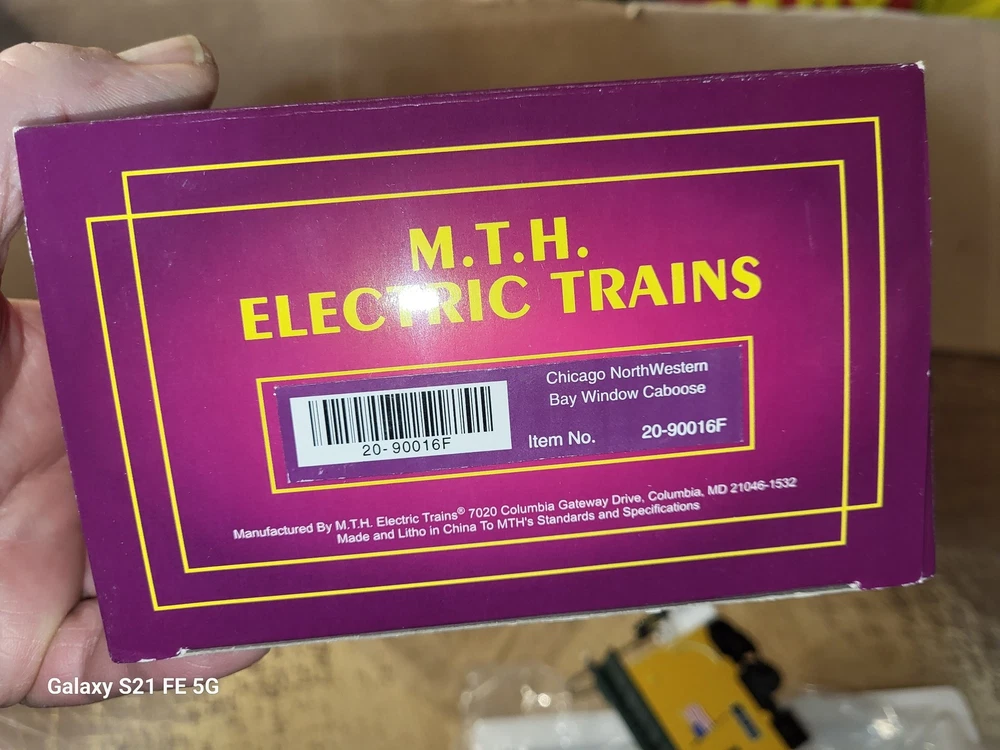 M.T.H.
ELECTRIC TRAINS
Chicago NorthWestern
Bay Window Caboose
20-90016F
Item No. 20-90016F
Manufactured By M.T.H. Electric Trains® 7020 Columbia Gateway Drive, Columbia, MD 21046-1532
Made and Litho in China To MTH's Standards and Specifications
Galaxy S21 FE 5G